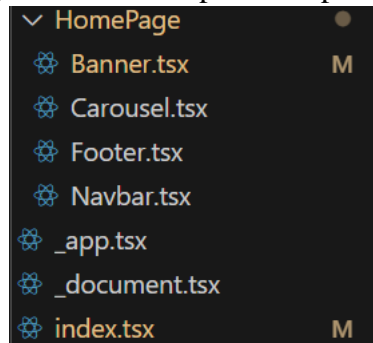 HomePage
Banner.tsx M
Carousel.tsx
Footer.tsx
Navbar.tsx
_app.tsx
_document.tsx
index.tsx M